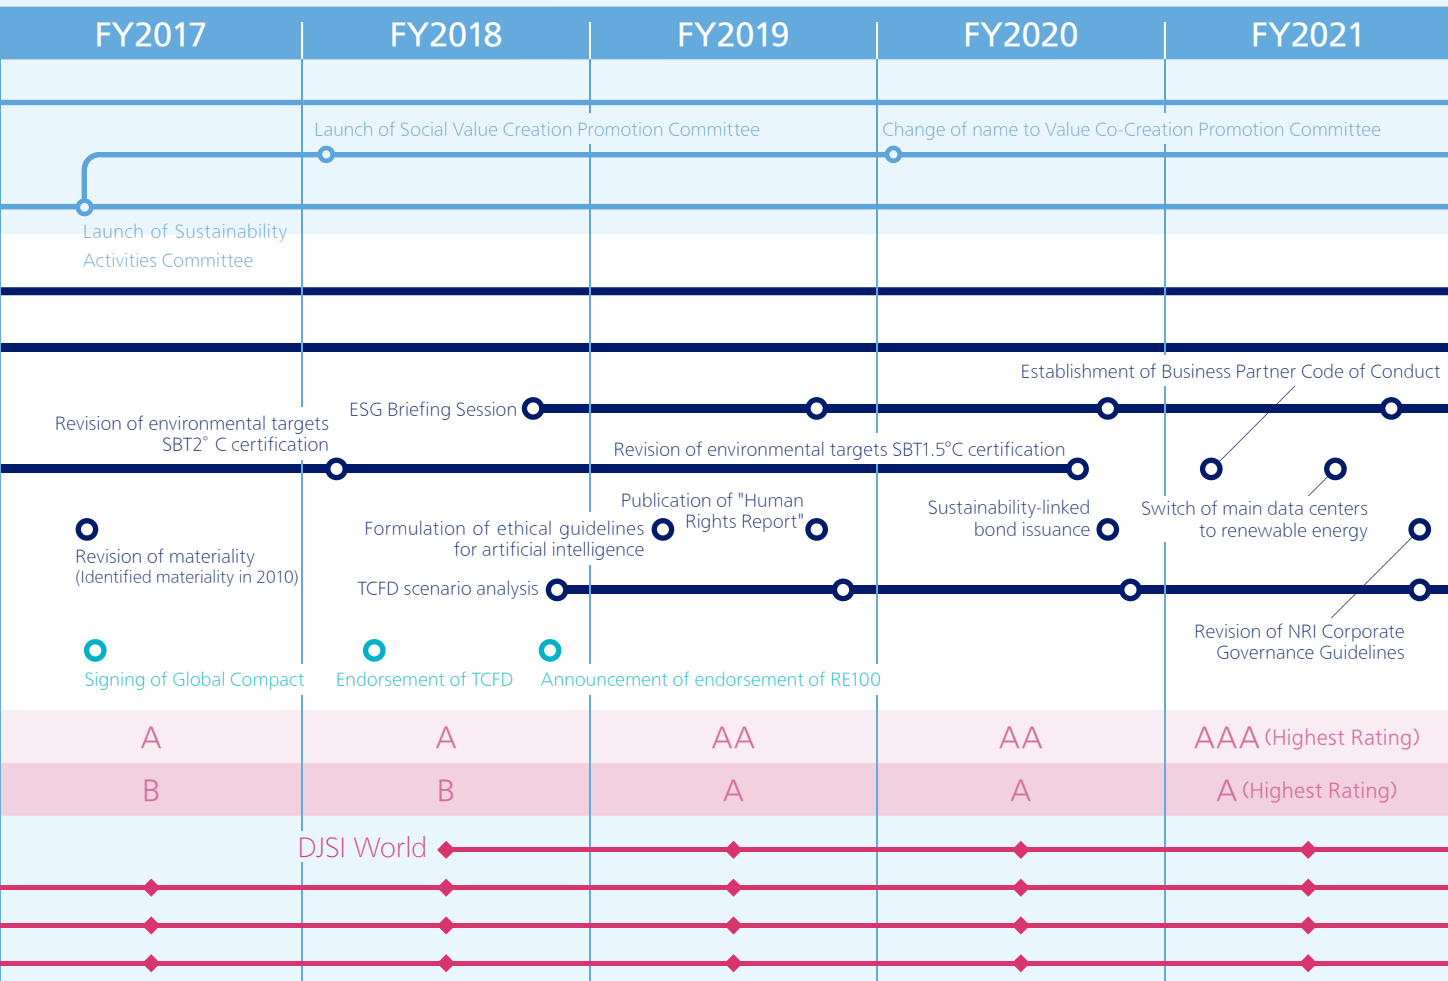 FY2017
FY2018
FY2019
FY2020
FY2021
Launch of Social Value Creation Promotion Committee
Change of name to Value Co-Creation Promotion Committee
Launch of Sustainability
Activities Committee
Establishment of Business Partner Code of Conduct
ESG Briefing Session
Revision of environmental targets
SBT2° C certification
Revision of environmental targets SBT1.5°C certification
Publication of "Human
Rights Report"
Sustainability-linked
bond issuance
Switch of main data centers
to renewable energy
Formulation of ethical guidelines
for artificial intelligence
Revision of materiality
(Identified materiality in 2010)
TCFD scenario analysis
Revision of NRI Corporate
Governance Guidelines
Signing of Global Compact
Endorsement of TCFD
Announcement of endorsement of RE100
A
A
AA
AA
AAA (Highest Rating)
B
B
A
A
A (Highest Rating)
DJSI World